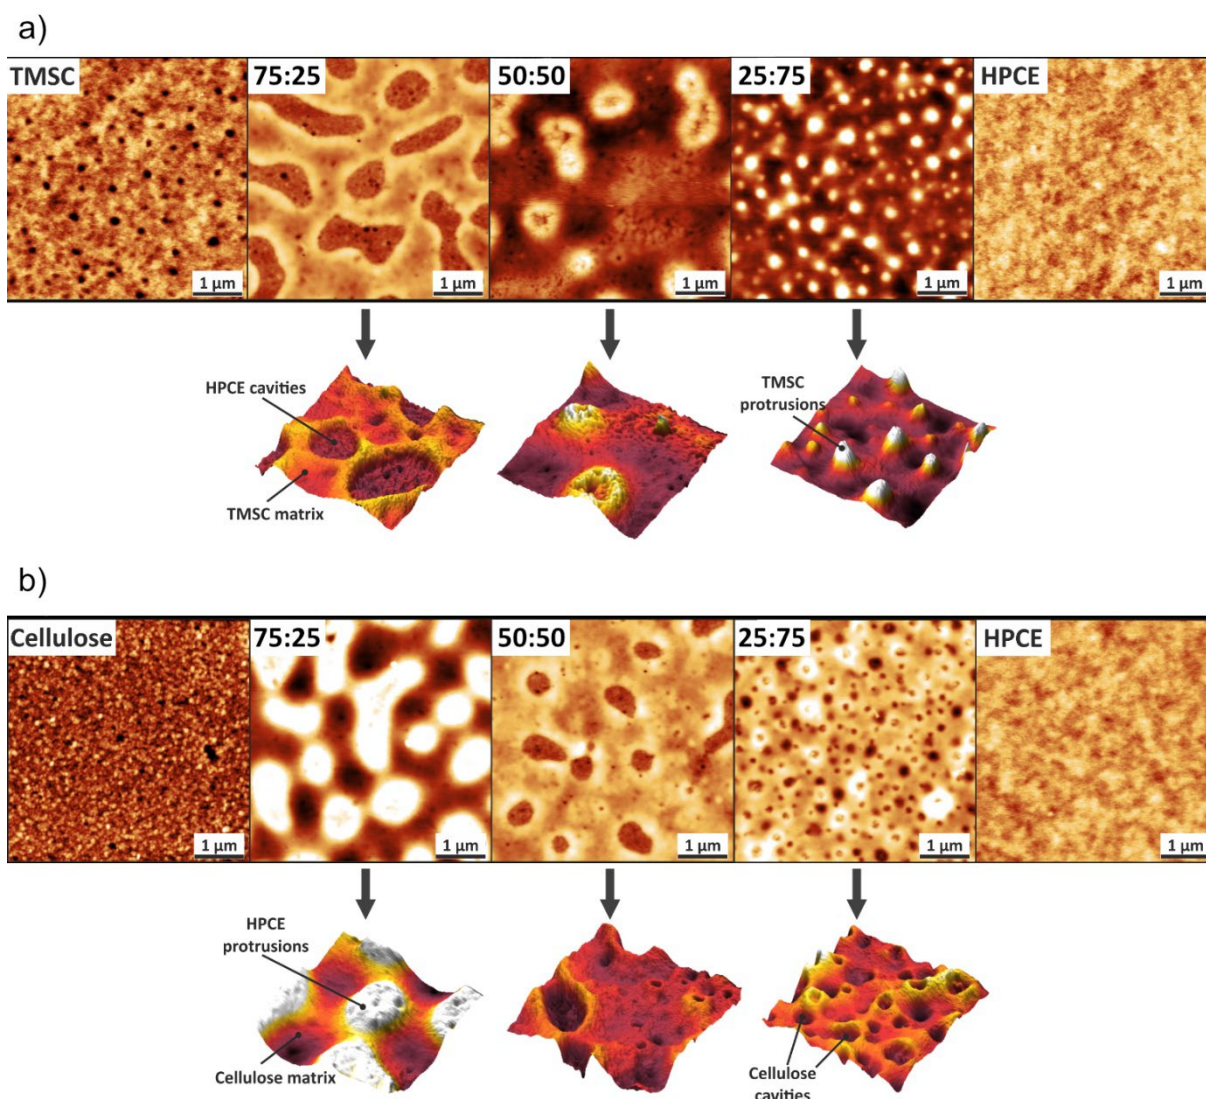 a)
TMSC
75:25
50:50
25:75
HPCE
1 µm
1 µm
1 µm
1 µm
1 µm
HPCE cavities
TMSC matrix
TMSC
protrusions
b)
Cellulose
75:25
50:50
25:75
HPCE
1 µm
1 µm
1 µm
1 µm
1 µm
HPCE
protrusions
Cellulose matrix
Cellulose
cavities